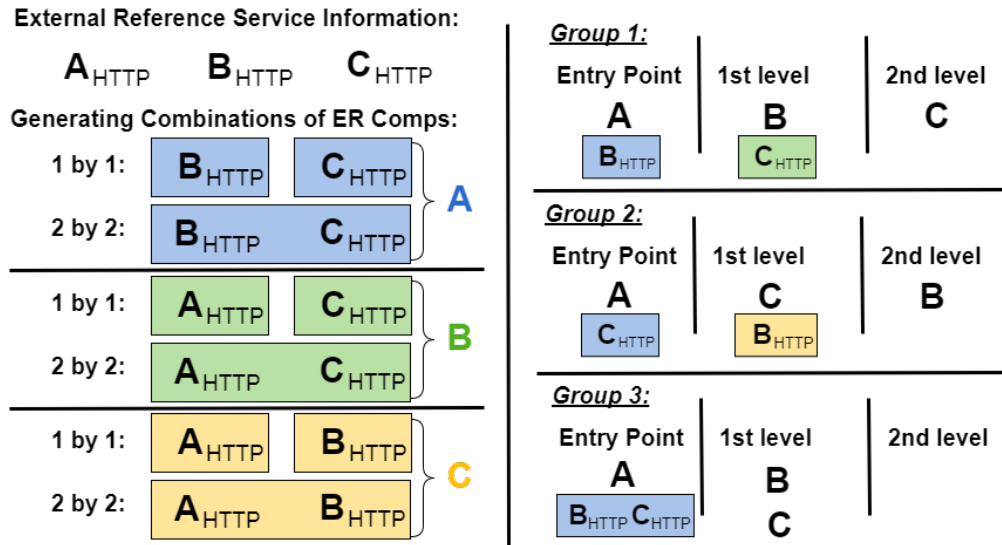 External Reference Service Information:
A HTTP B HTTP C HTTP
Generating Combinations of ER Comps:
1 by 1: B HTTP C HTTP
A
2 by 2: B HTTP C HTTP
1 by 1: A HTTP C HTTP
B
2 by 2: A HTTP C HTTP
1 by 1: A HTTP B HTTP
C
2 by 2: A HTTP B HTTP
Group 1:
Entry Point 1st level 2nd level
A B C
B HTTP C HTTP
Group 2:
Entry Point 1st level 2nd level
A C B
C HTTP B HTTP
Group 3:
Entry Point 1st level 2nd level
A B
B HTTP C HTTP C